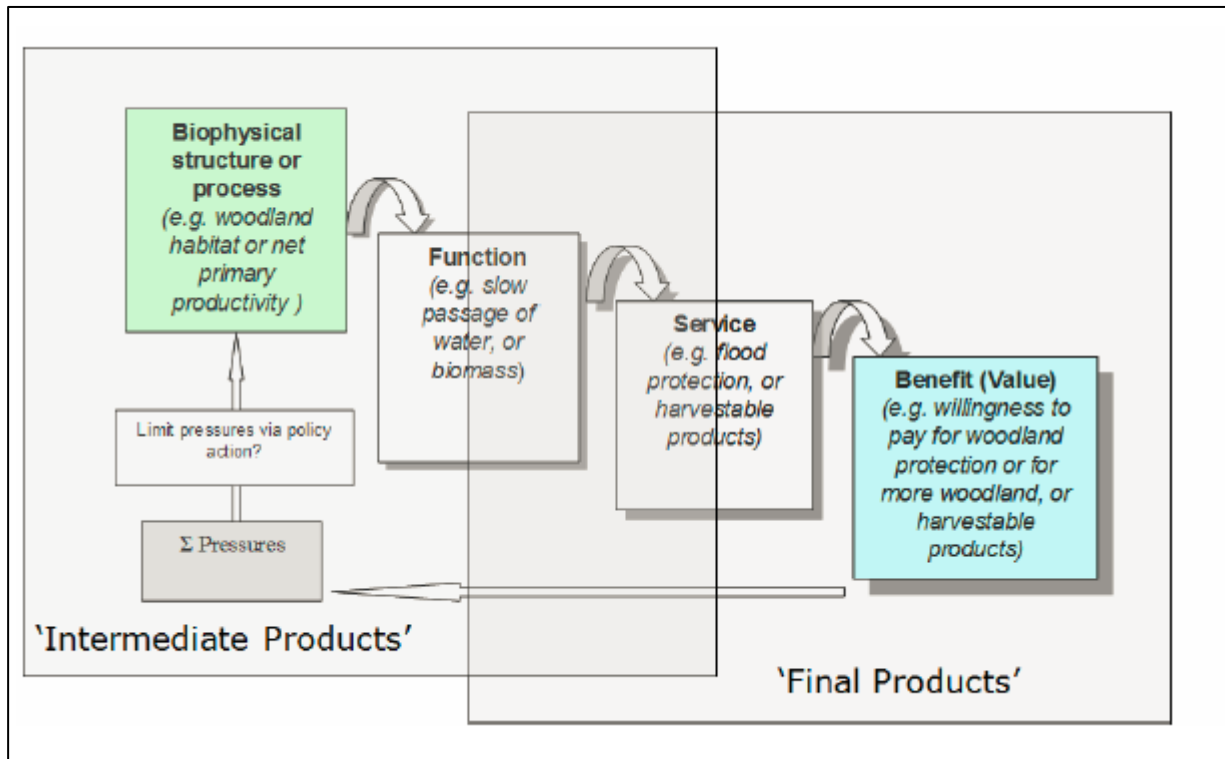 Biophysical
structure or
process
(e.g. woodland
habitat or net
primary
productivity )
Function
(e.g. slow
passage of
water, or
biomass)
Service
(e.g. flood
protection, or
harvestable
products)
Benefit (Value)
(e.g. willingness to
pay for woodland
protection or for
more woodland, or
harvestable
products)
Limit pressures via policy
action?
Σ Pressures
‘Intermediate Products’
‘Final Products’